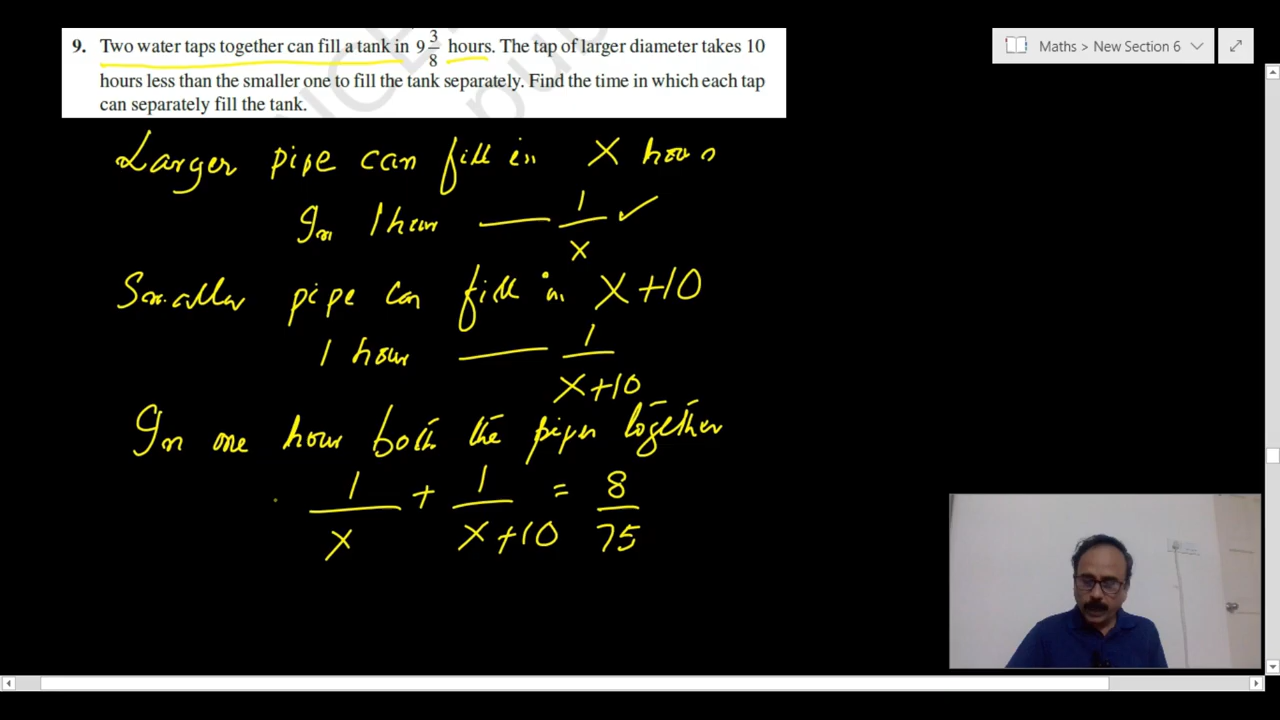 9. Two water taps together can fill a tank in 9 3/8 hours. The tap of larger diameter takes 10
hours less than the smaller one to fill the tank separately. Find the time in which each tap
can separately fill the tank.
Maths > New Section 6
Larger pipe can fill in x hours
In 1 hour — 1/x ✓
Smaller pipe can fill in x+10
1 hour — 1/x+10
In one hour both the pipes together
1/x + 1/x+10 = 8/75